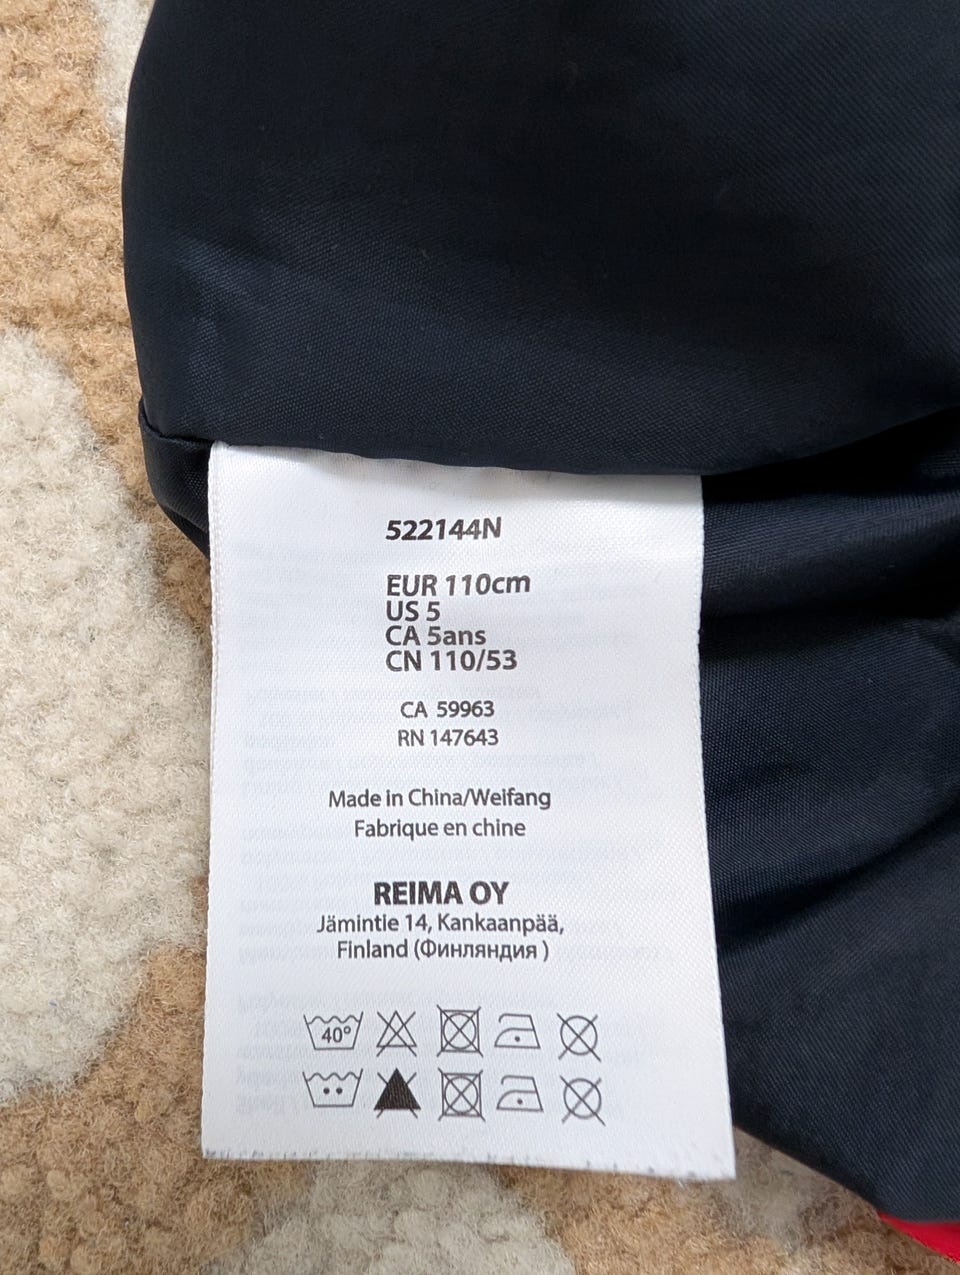 522144N
EUR 110cm
US 5
CA 5ans
CN 110/53
CA 59963
RN 147643
Made in China/Weifang
Fabrique en chine
REIMA OY
Jämintie 14, Kankaanpää,
Finland (Финляндия )
40°